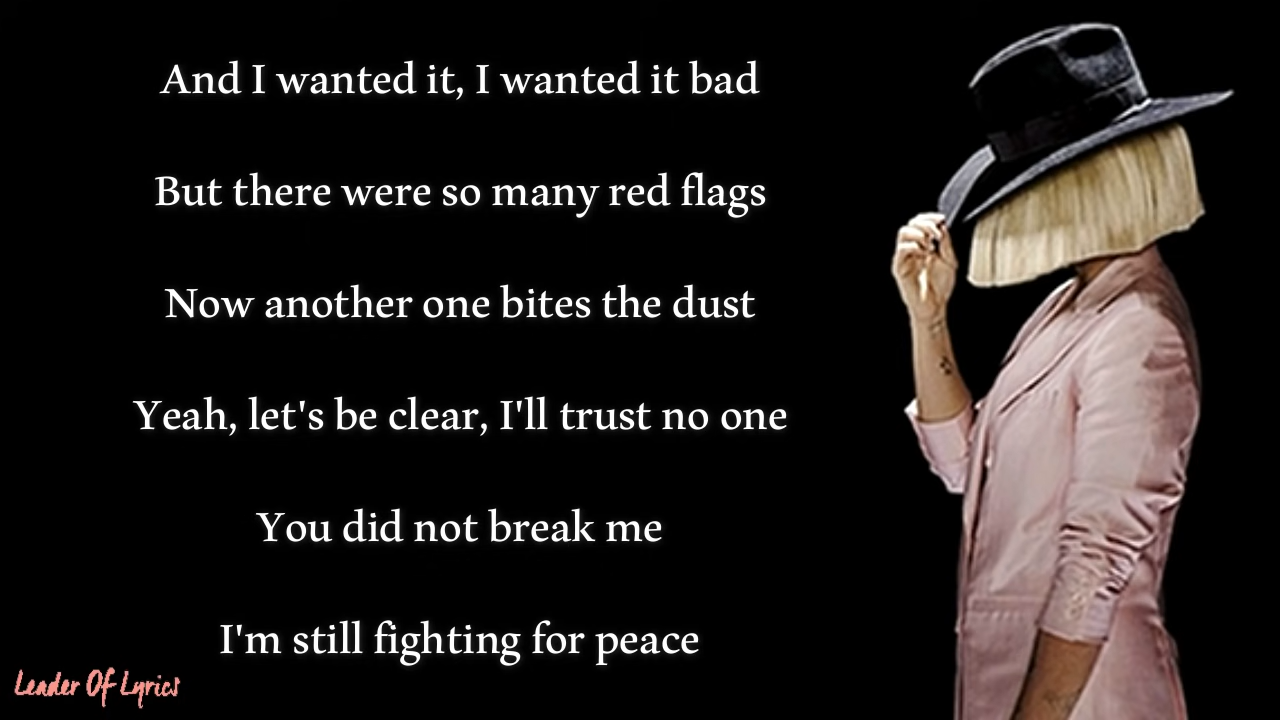 And I wanted it, I wanted it bad
But there were so many red flags
Now another one bites the dust
Yeah, let's be clear, I'll trust no one
You did not break me
I'm still fighting for peace
Leader Of Lyrics